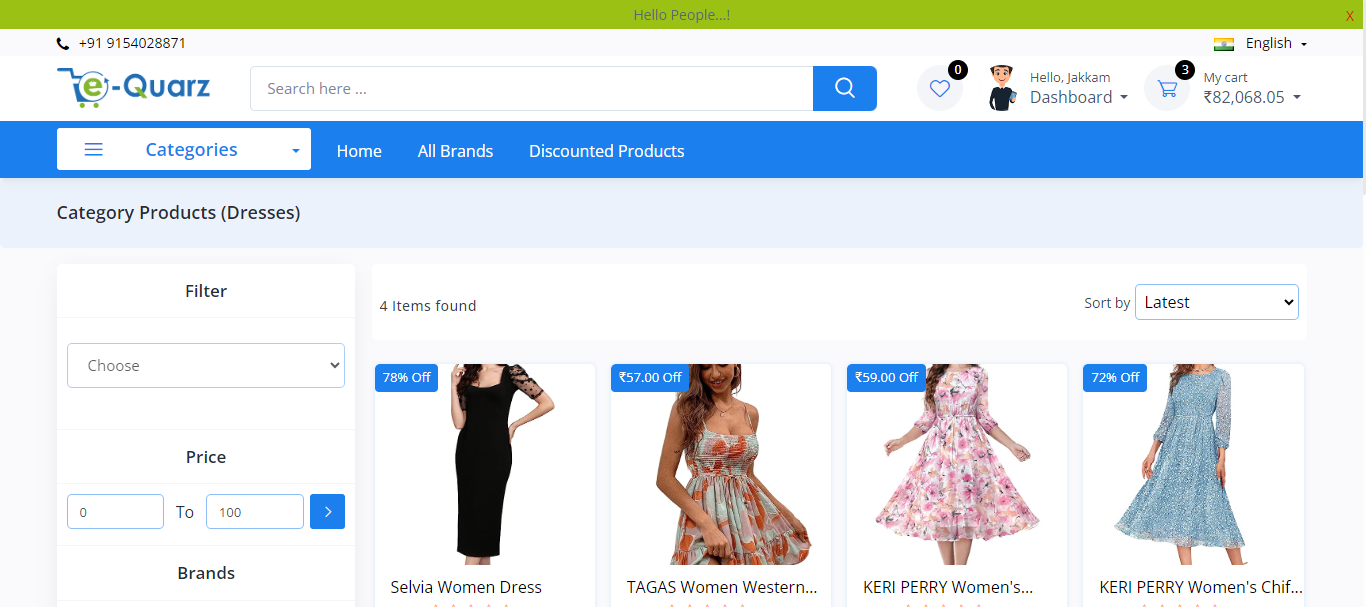 Hello People...!
X
+91 9154028871
English
e-Quarz
Search here ...
0
Hello, Jakkam
Dashboard
3
My cart
₹82,068.05
Categories
Home
All Brands
Discounted Products
Category Products (Dresses)
Filter
Choose
Price
0
To
100
Brands
4 Items found
Sort by
Latest
78% Off
₹57.00 Off
₹59.00 Off
72% Off
Selvia Women Dress
TAGAS Women Western...
KERI PERRY Women's...
KERI PERRY Women's Chif...